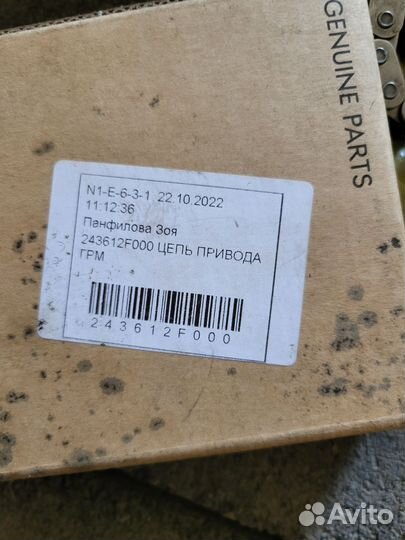 GENUINE PARTS
N1-E-6-3-1 22.10.2022
11:12:36
Панфилова Зоя
243612F000 ЦЕПЬ ПРИВОДА
ГРМ
243612F000
Avito